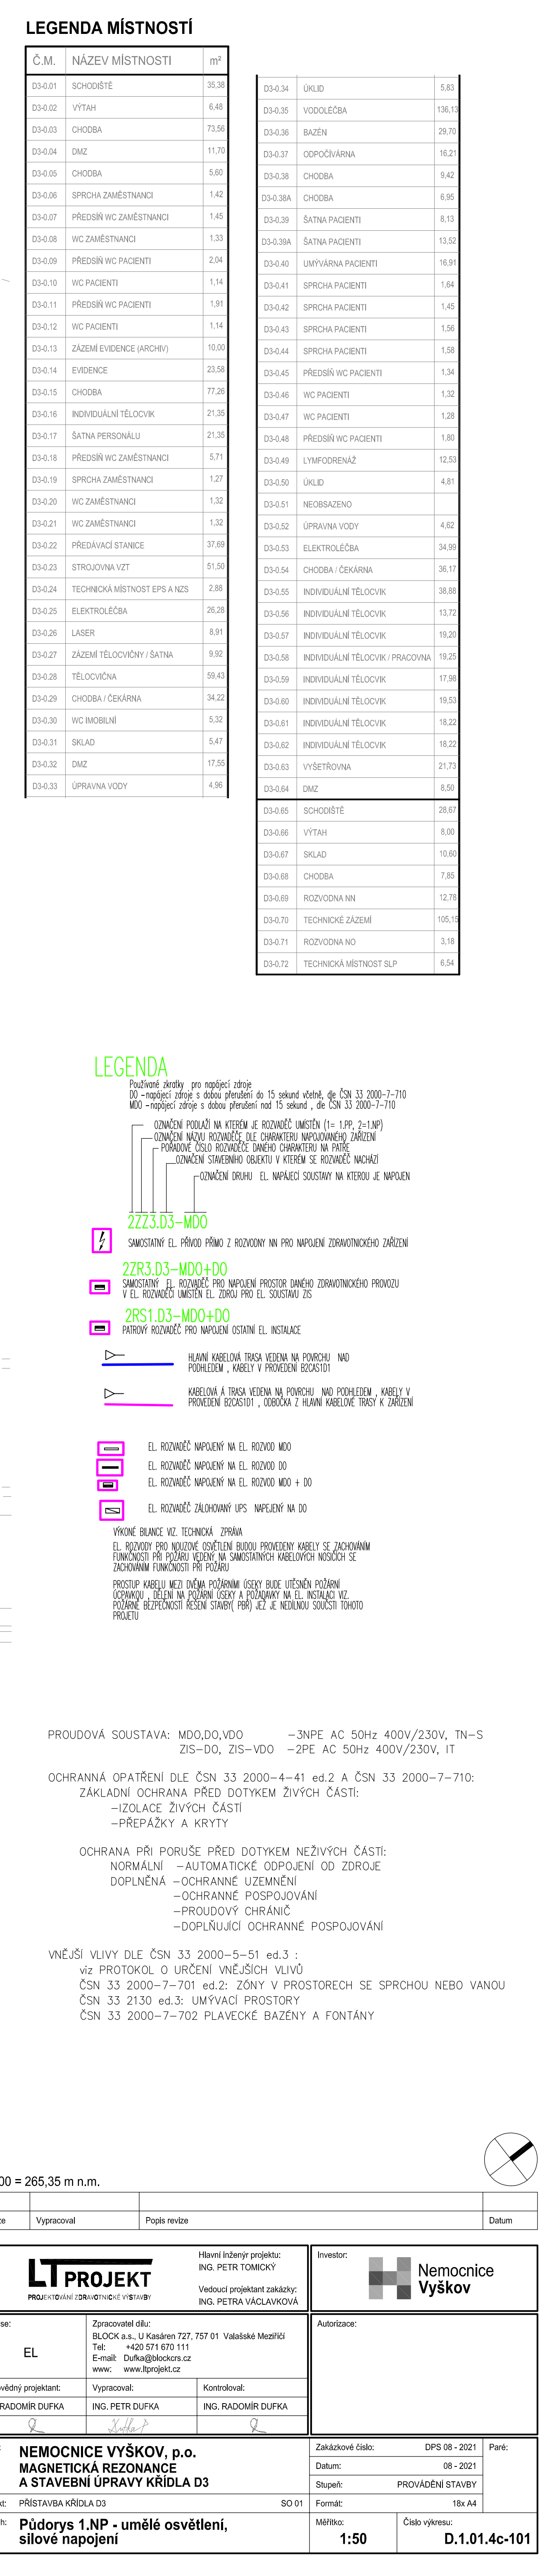 LEGENDA MÍSTNOSTÍ
Č.M. NÁZEV MÍSTNOSTI m²
D3-0.01 SCHODIŠTĚ 35,38
D3-0.02 VÝTAH 6,48
D3-0.03 CHODBA 73,56
D3-0.04 DMZ 11,70
D3-0.05 CHODBA 5,60
D3-0.06 SPRCHA ZAMĚSTNANCI 1,42
D3-0.07 PŘEDSÍŇ WC ZAMĚSTNANCI 1,45
D3-0.08 WC ZAMĚSTNANCI 1,33
D3-0.09 PŘEDSÍŇ WC PACIENTI 2,04
D3-0.10 WC PACIENTI 1,14
D3-0.11 PŘEDSÍŇ WC PACIENTI 1,91
D3-0.12 WC PACIENTI 1,14
D3-0.13 ZÁZEMÍ EVIDENCE (ARCHIV) 10,00
D3-0.14 EVIDENCE 23,58
D3-0.15 CHODBA 77,26
D3-0.16 INDIVIDUÁLNÍ TĚLOCVIK 21,35
D3-0.17 ŠATNA PERSONÁLU 21,35
D3-0.18 PŘEDSÍŇ WC ZAMĚSTNANCI 5,71
D3-0.19 SPRCHA ZAMĚSTNANCI 1,27
D3-0.20 WC ZAMĚSTNANCI 1,32
D3-0.21 WC ZAMĚSTNANCI 1,32
D3-0.22 PŘEDÁVACÍ STANICE 37,69
D3-0.23 STROJOVNA VZT 51,50
D3-0.24 TECHNICKÁ MÍSTNOST EPS A NZS 2,88
D3-0.25 ELEKTROLÉČBA 26,28
D3-0.26 LASER 8,91
D3-0.27 ZÁZEMÍ TĚLOCVIČNY / ŠATNA 9,92
D3-0.28 TĚLOCVIČNA 59,43
D3-0.29 CHODBA / ČEKÁRNA 34,22
D3-0.30 WC IMOBILNÍ 5,32
D3-0.31 SKLAD 5,47
D3-0.32 DMZ 17,55
D3-0.33 ÚPRAVNA VODY 4,96
D3-0.34 ÚKLID 5,83
D3-0.35 VODOLÉČBA 136,13
D3-0.36 BAZÉN 29,70
D3-0.37 ODPOČÍVÁRNA 16,21
D3-0.38 CHODBA 9,42
D3-0.38A CHODBA 6,95
D3-0.39 ŠATNA PACIENTI 8,13
D3-0.39A ŠATNA PACIENTI 13,52
D3-0.40 UMÝVÁRNA PACIENTI 16,91
D3-0.41 SPRCHA PACIENTI 1,64
D3-0.42 SPRCHA PACIENTI 1,45
D3-0.43 SPRCHA PACIENTI 1,56
D3-0.44 SPRCHA PACIENTI 1,58
D3-0.45 PŘEDSÍŇ WC PACIENTI 1,34
D3-0.46 WC PACIENTI 1,32
D3-0.47 WC PACIENTI 1,28
D3-0.48 PŘEDSÍŇ WC PACIENTI 1,80
D3-0.49 LYMFODRENÁŽ 12,53
D3-0.50 ÚKLID 4,81
D3-0.51 NEOBSAZENO
D3-0.52 ÚPRAVNA VODY 4,62
D3-0.53 ELEKTROLÉČBA 34,99
D3-0.54 CHODBA / ČEKÁRNA 36,17
D3-0.55 INDIVIDUÁLNÍ TĚLOCVIK 38,88
D3-0.56 INDIVIDUÁLNÍ TĚLOCVIK 13,72
D3-0.57 INDIVIDUÁLNÍ TĚLOCVIK 19,20
D3-0.58 INDIVIDUÁLNÍ TĚLOCVIK / PRACOVNA 19,25
D3-0.59 INDIVIDUÁLNÍ TĚLOCVIK 17,98
D3-0.60 INDIVIDUÁLNÍ TĚLOCVIK 19,53
D3-0.61 INDIVIDUÁLNÍ TĚLOCVIK 18,22
D3-0.62 INDIVIDUÁLNÍ TĚLOCVIK 18,22
D3-0.63 VYŠETŘOVNA 21,73
D3-0.64 DMZ 8,50
D3-0.65 SCHODIŠTĚ 28,67
D3-0.66 VÝTAH 8,00
D3-0.67 SKLAD 10,60
D3-0.68 CHODBA 7,85
D3-0.69 ROZVODNA NN 12,76
D3-0.70 TECHNICKÉ ZÁZEMÍ 105,15
D3-0.71 ROZVODNA NO 3,18
D3-0.72 TECHNICKÁ MÍSTNOST SLP 6,54
LEGENDA
Používané zkratky pro napájecí zdroje
DO -napájecí zdroje s dobou přerušení do 15 sekund včetně, dle ČSN 33 2000-7-710
MDO -napájecí zdroje s dobou přerušení nad 15 sekund , dle ČSN 33 2000-7-710
OZNAČENÍ PODLAŽÍ NA KTERÉM JE ROZVADĚČ UMÍSTĚN (1= 1.PP, 2=1.NP)
OZNAČENÍ NÁZVU ROZVADĚČE DLE CHARAKTERU NAPOJOVANÉHO ZAŘÍZENÍ
POŘADOVÉ ČÍSLO ROZVADĚČE DANÉHO CHARAKTERU NA PATŘE
OZNAČENÍ STAVEBNÍHO OBJEKTU V KTERÉM SE ROZVADĚČ NACHÁZÍ
OZNAČENÍ DRUHU EL. NAPÁJECÍ SOUSTAVY NA KTEROU JE NAPOJEN
2ZZ3.D3-MDO
SAMOSTATNÝ EL. PŘÍVOD PŘÍMO Z ROZVODNY NN PRO NAPOJENÍ ZDRAVOTNICKÉHO ZAŘÍZENÍ
2ZR3.D3-MDO+DO
SAMOSTATNÝ EL. ROZVADĚČ PRO NAPOJENÍ PROSTOR DANÉHO ZDRAVOTNICKÉHO PROVOZU
V EL. ROZVADĚČI UMÍSTĚN EL. ZDROJ PRO EL. SOUSTAVU ZIS
2RS1.D3-MDO+DO
PATROVÝ ROZVADĚČ PRO NAPOJENÍ OSTATNÍ EL. INSTALACE
HLAVNÍ KABELOVÁ TRASA VEDENA NA POVRCHU NAD
PODHLEDEM , KABELY V PROVEDENÍ B2CAS1D1
KABELOVÁ Á TRASA VEDENA NA POVRCHU NAD PODHLEDEM , KABELY V
PROVEDENÍ B2CAS1D1 , ODBOČKA Z HLAVNÍ KABELOVÉ TRASY K ZAŘÍZENÍ
EL. ROZVADĚČ NAPOJENÝ NA EL. ROZVOD MDO
EL. ROZVADĚČ NAPOJENÝ NA EL. ROZVOD DO
EL. ROZVADĚČ NAPOJENÝ NA EL. ROZVOD MDO + DO
EL. ROZVADĚČ ZÁLOHOVANÝ UPS NAPEJENÝ NA DO
VÝKONÉ BILANCE VIZ. TECHNICKÁ ZPRÁVA
EL. ROZVODY PRO NOUZOVÉ OSVĚTLENÍ BUDOU PROVEDENY KABELY SE ZACHOVÁNÍM
FUNKČNOSTI PŘI POŽÁRU VEDENÝ NA SAMOSTATNÝCH KABELOVÝCH NOSIČÍCH SE
ZACHOVÁNÍM FUNKČNOSTI PŘI POŽÁRU
PROSTUP KABELU MEZI DVĚMA POŽÁRNÍMI ÚSEKY BUDE UTĚSNĚN POŽÁRNÍ
ÚCPAVKOU , DĚLENÍ NA POŽÁRNÍ ÚSEKY A POŽADAVKY NA EL. INSTALACI VIZ.
POŽÁRNĚ BEZPEČNOSTÍ ŘEŠENÍ STAVBY( PBŘ) JEŽ JE NEDÍLNOU SOUČSTI TOHOTO
PROJETU
PROUDOVÁ SOUSTAVA: MDO,DO,VDO -3NPE AC 50Hz 400V/230V, TN-S
ZIS-DO, ZIS-VDO -2PE AC 50Hz 400V/230V, IT
OCHRANNÁ OPATŘENÍ DLE ČSN 33 2000-4-41 ed.2 A ČSN 33 2000-7-710:
ZÁKLADNÍ OCHRANA PŘED DOTYKEM ŽIVÝCH ČÁSTÍ:
-IZOLACE ŽIVÝCH ČÁSTÍ
-PŘEPÁŽKY A KRYTY
OCHRANA PŘI PORUŠE PŘED DOTYKEM NEŽIVÝCH ČÁSTÍ:
NORMÁLNÍ -AUTOMATICKÉ ODPOJENÍ OD ZDROJE
DOPLNĚNÁ -OCHRANNÉ UZEMNĚNÍ
-OCHRANÉ POSPOJOVÁNÍ
-PROUDOVÝ CHRÁNIČ
-DOPLŇUJÍCÍ OCHRANNÉ POSPOJOVÁNÍ
VNĚJŠÍ VLIVY DLE ČSN 33 2000-5-51 ed.3 :
viz PROTOKOL O URČENÍ VNĚJŠÍCH VLIVŮ
ČSN 33 2000-7-701 ed.2: ZÓNY V PROSTORECH SE SPRCHOU NEBO VANOU
ČSN 33 2130 ed.3: UMÝVACÍ PROSTORY
ČSN 33 2000-7-702 PLAVECKÉ BAZÉNY A FONTÁNY
00 = 265,35 m n.m.
ze Vypracoval Popis revize Datum
LT PROJEKT
PROJEKTOVÁNÍ ZDRAVOTNICKÉ VÝSTAVBY
Hlavní inženýr projektu:
ING. PETR TOMICKÝ
Vedoucí projektant zakázky:
ING. PETRA VÁCLAVKOVÁ
Investor:
Nemocnice
Vyškov
se:
EL
Zpracovatel dílu:
BLOCK a.s., U Kasáren 727, 757 01 Valašské Meziříčí
Tel: +420 571 670 111
E-mail: Dufka@blockcrs.cz
www: www.ltprojekt.cz
Autorizace:
vědný projektant: Vypracoval: Kontroloval:
RADOMÍR DUFKA ING. PETR DUFKA ING. RADOMÍR DUFKA
NEMOCNICE VYŠKOV, p.o.
MAGNETICKÁ REZONANCE
A STAVEBNÍ ÚPRAVY KŘÍDLA D3
Zakázkové číslo: DPS 08 - 2021 Paré:
Datum: 08 - 2021
Stupeň: PROVÁDĚNÍ STAVBY
kt: PŘÍSTAVBA KŘÍDLA D3 SO 01
Formát: 18x A4
h: Půdorys 1.NP - umělé osvětlení,
silové napojení
Měřítko: Číslo výkresu:
1:50 D.1.01.4c-101